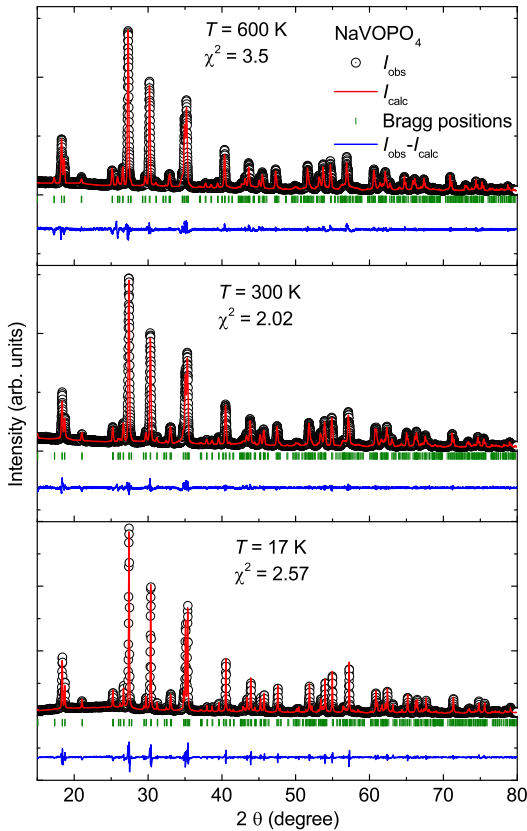 T = 600 K
χ² = 3.5
NaVOPO₄
I_obs
I_calc
Bragg positions
I_obs-I_calc
T = 300 K
χ² = 2.02
T = 17 K
χ² = 2.57
Intensity (arb. units)
20 30 40 50 60 70 80
2 θ (degree)